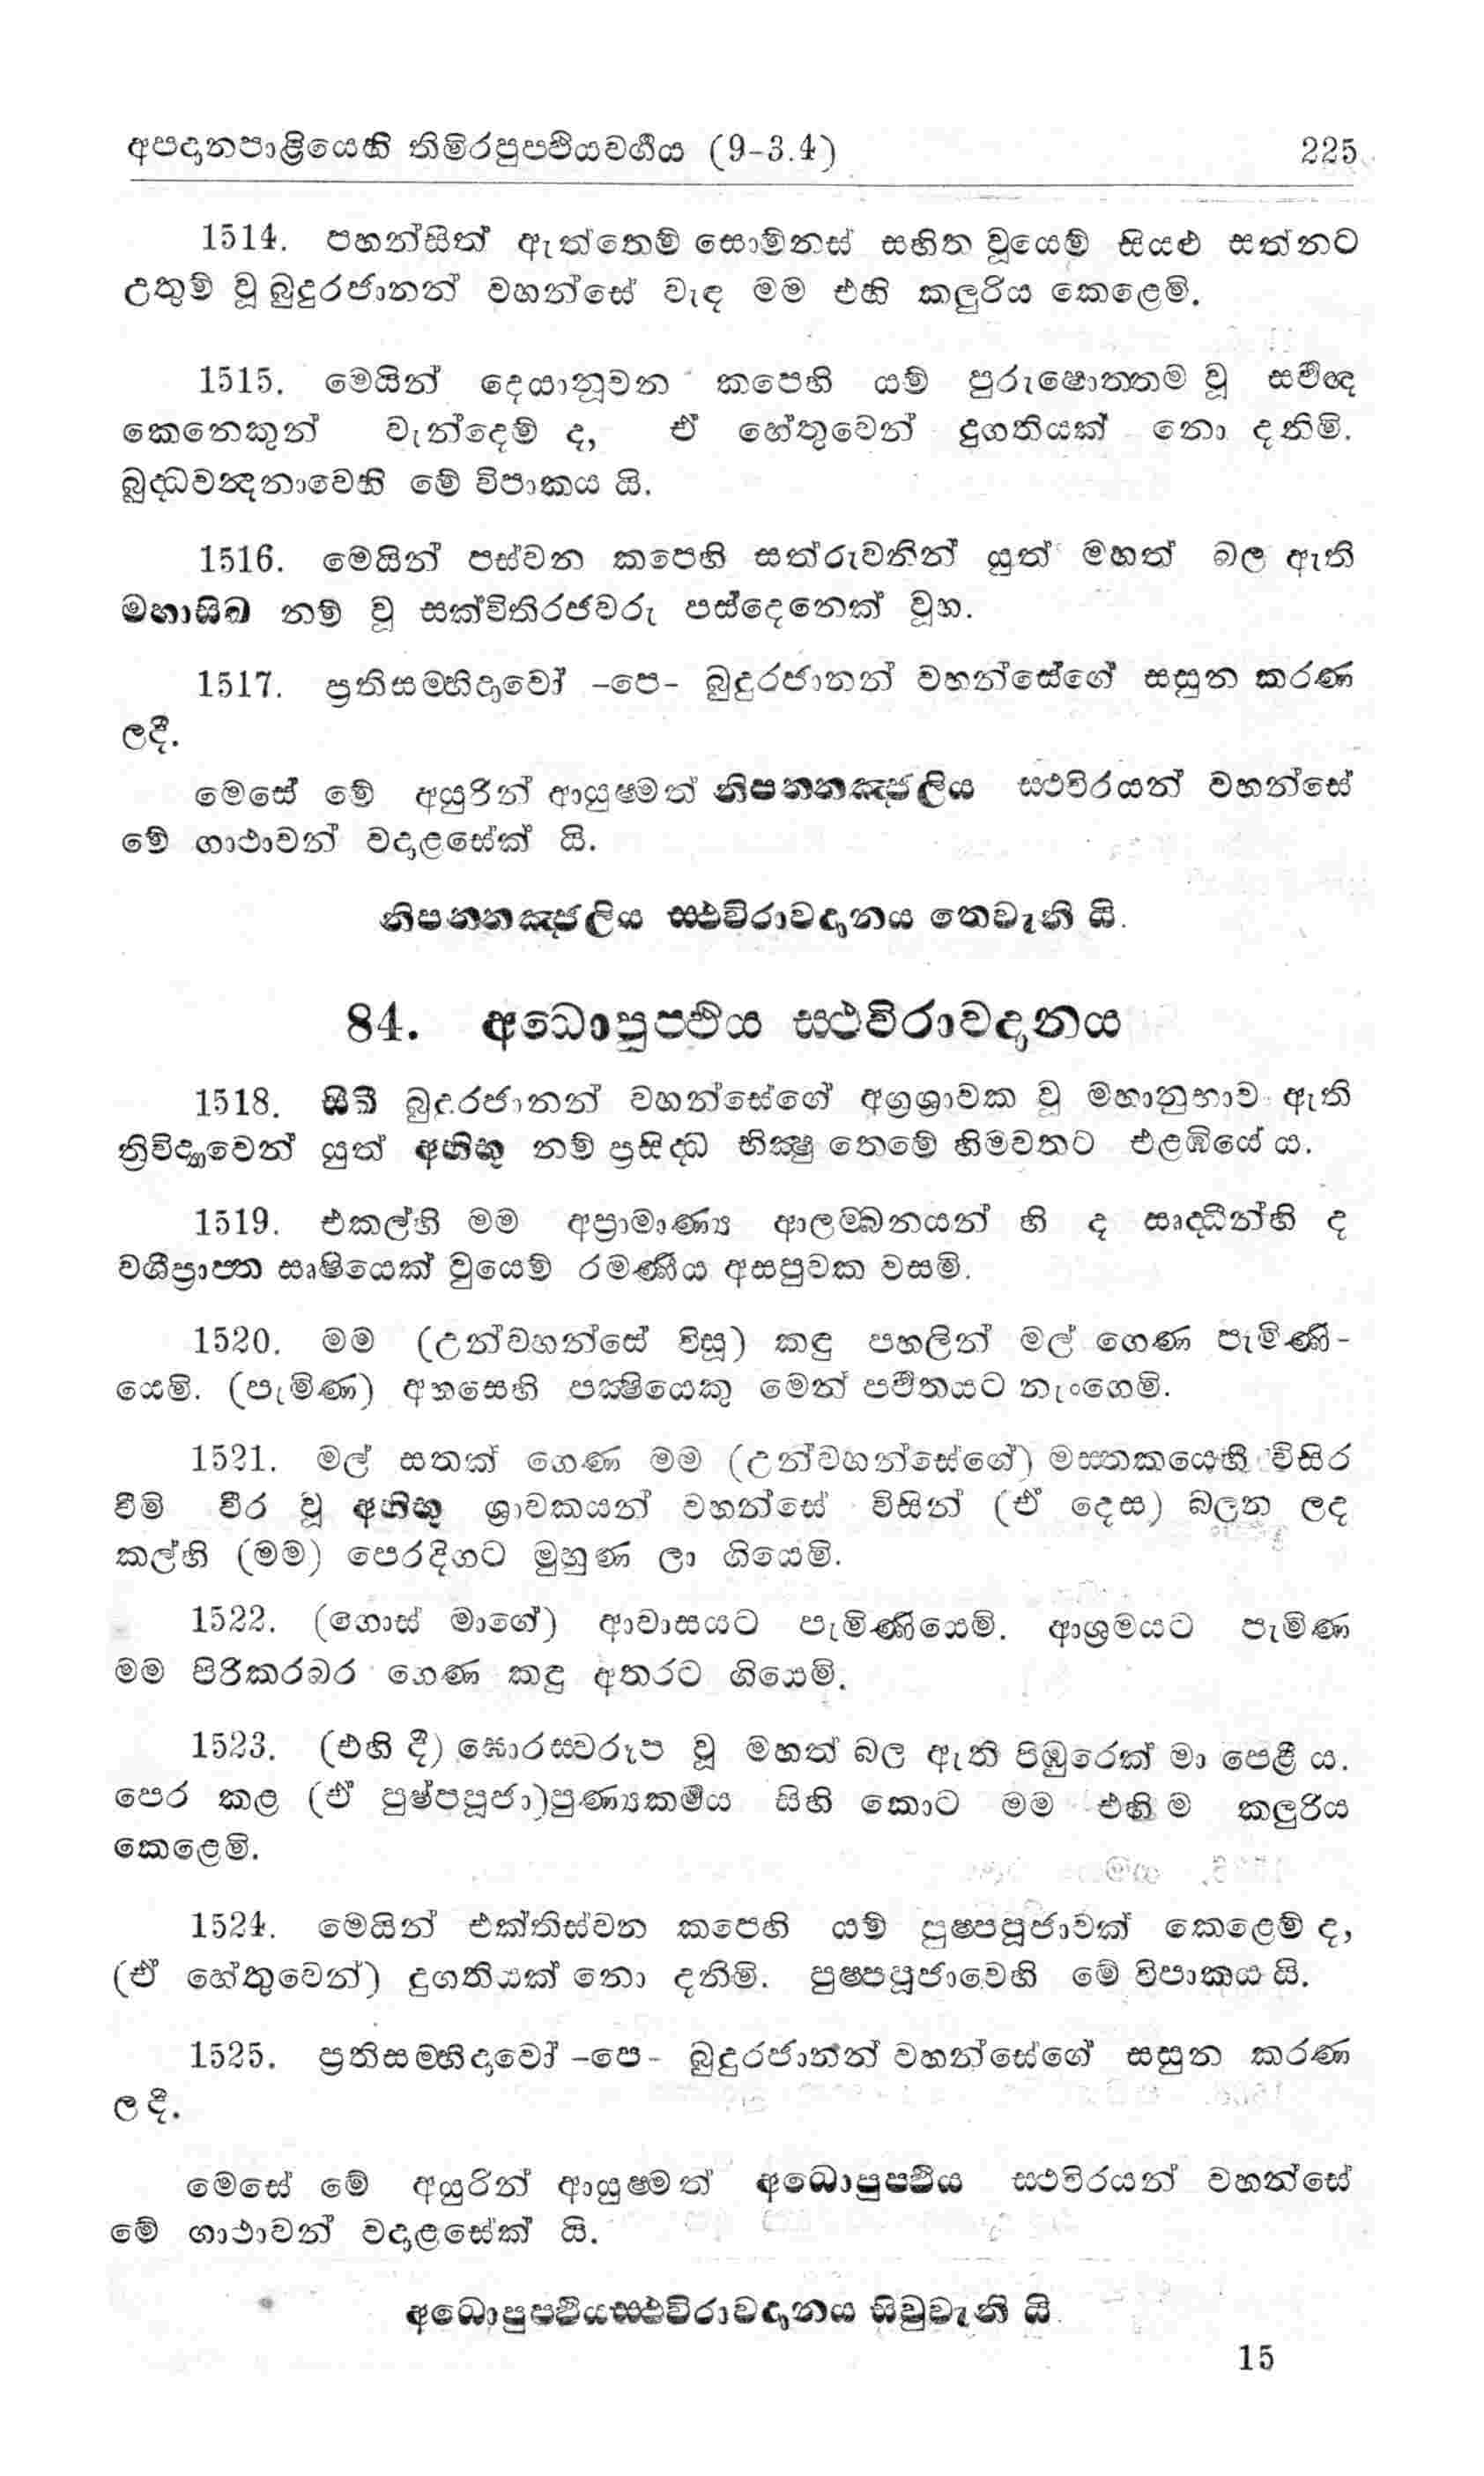 අපදානපාළියෙහි තිමිරපුප්ඵියවර්ගය (9-3.4) 225
1514. පහන්සිත් ඇත්තෙම් සොම්නස් සහිත වූයෙම් සියළු සත්නට
උතුම් වූ බුදුරජානන් වහන්සේ වැඳ මම එහි කලුරිය කෙළෙමි.
1515. මෙයින් දෙයානූවන කපෙහි යම් පුරුෂොත්තම වූ සර්වඥ
කෙනෙකුන් වැන්දෙම් ද, ඒ හේතුවෙන් දුගතියක් නො දනිමි.
බුද්ධවන්දනාවෙහි මේ විපාකය යි.
1516. මෙයින් පස්වන කපෙහි සත්රුවනින් යුත් මහත් බල ඇති
මහාසිඛ නම් වූ සක්විතිරජවරු පස්දෙනෙක් වූහ.
1517. ප්‍රතිසම්භිදාවෝ -පෙ- බුදුරජානන් වහන්සේගේ සසුන කරණ
ලදී.
මෙසේ මේ අයුරින් ආයුෂ්මත් නිපන්නඤ්ජලිය ස්ථවිරයන් වහන්සේ
මේ ගාථාවන් වදාළසේක් යි.
නිපන්නඤ්ජලිය ස්ථවිරාවදානය තෙවැනි යි.
84. අධොපුප්ඵිය ස්ථවිරාවදානය
1518. සිඛී බුදුරජානන් වහන්සේගේ අග්‍රශ්‍රාවක වූ මහානුභාව ඇති
ත්‍රිවිද්‍යාවෙන් යුත් අභිභූ නම් ප්‍රසිද්ධ භික්‍ෂු තෙමේ හිමවතට එළඹියේ ය.
1519. එකල්හි මම අප්‍රාමාණ්‍ය ආලම්බනයන් හි ද සෘද්ධීන්හි ද
වශීප්‍රාප්ත සෘෂියෙක් වුයෙම් රමණීය අසපුවක වසමි.
1520. මම (උන්වහන්සේ විසූ) කඳු පහලින් මල් ගෙණ පැමිණි-
යෙමි. (පැමිණ) අහසෙහි පක්‍ෂියෙකු මෙන් පර්වතයට නැංගෙමි.
1521. මල් සතක් ගෙණ මම (උන්වහන්සේගේ) මස්තකයෙහි විසිර
වීමි වීර වූ අභිභූ ශ්‍රාවකයන් වහන්සේ විසින් (ඒ දෙස) බලන ලද
කල්හි (මම) පෙරදිගට මුහුණ ලා ගියෙමි.
1522. (ගොස් මාගේ) ආවාසයට පැමිණියෙමි. ආශ්‍රමයට පැමිණ
මම පිරිකරබර ගෙණ කඳු අතරට ගියෙමි.
1523. (එහි දී) ඝොරස්වරූප වූ මහත් බල ඇති පිඹුරෙක් මා පෙළී ය.
පෙර කළ (ඒ පුෂ්පපූජා)පුණ්‍යකර්මය සිහි කොට මම එහි ම කලුරිය
කෙළෙමි.
1524. මෙයින් එක්තිස්වන කපෙහි යම් පුෂ්පපූජාවක් කෙළෙම් ද,
(ඒ හේතුවෙන්) දුගතියක් නො දනිමි. පුෂ්පපූජාවෙහි මේ විපාකය යි.
1525. ප්‍රතිසම්භිදාවෝ -පෙ- බුදුරජානන් වහන්සේගේ සසුන කරණ
ලදී.
මෙසේ මේ අයුරින් ආයුෂ්මත් අධොපුප්ඵිය ස්ථවිරයන් වහන්සේ
මේ ගාථාවන් වදාළසේක් යි.
අධොපුප්ඵියස්ථවිරාවදානය සිවුවැනි යි.
15